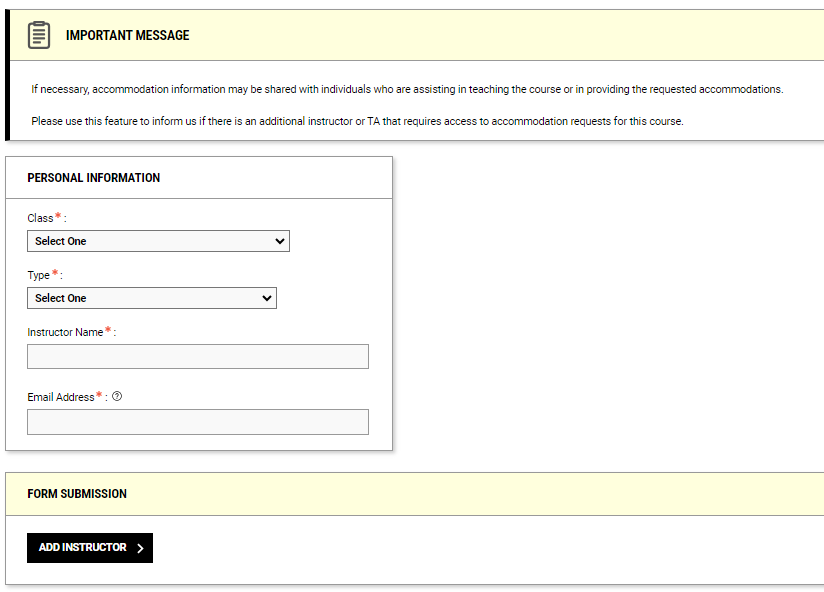 IMPORTANT MESSAGE
If necessary, accommodation information may be shared with individuals who are assisting in teaching the course or in providing the requested accommodations.
Please use this feature to inform us if there is an additional instructor or TA that requires access to accommodation requests for this course.
PERSONAL INFORMATION
Class* :
Select One
Type* :
Select One
Instructor Name* :
Email Address* : ?
FORM SUBMISSION
ADD INSTRUCTOR